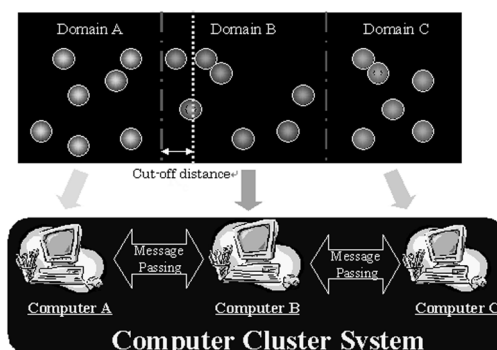 Domain A Domain B Domain C
Cut-off distance
Message Passing
Message Passing
Computer A Computer B Computer C
Computer Cluster System